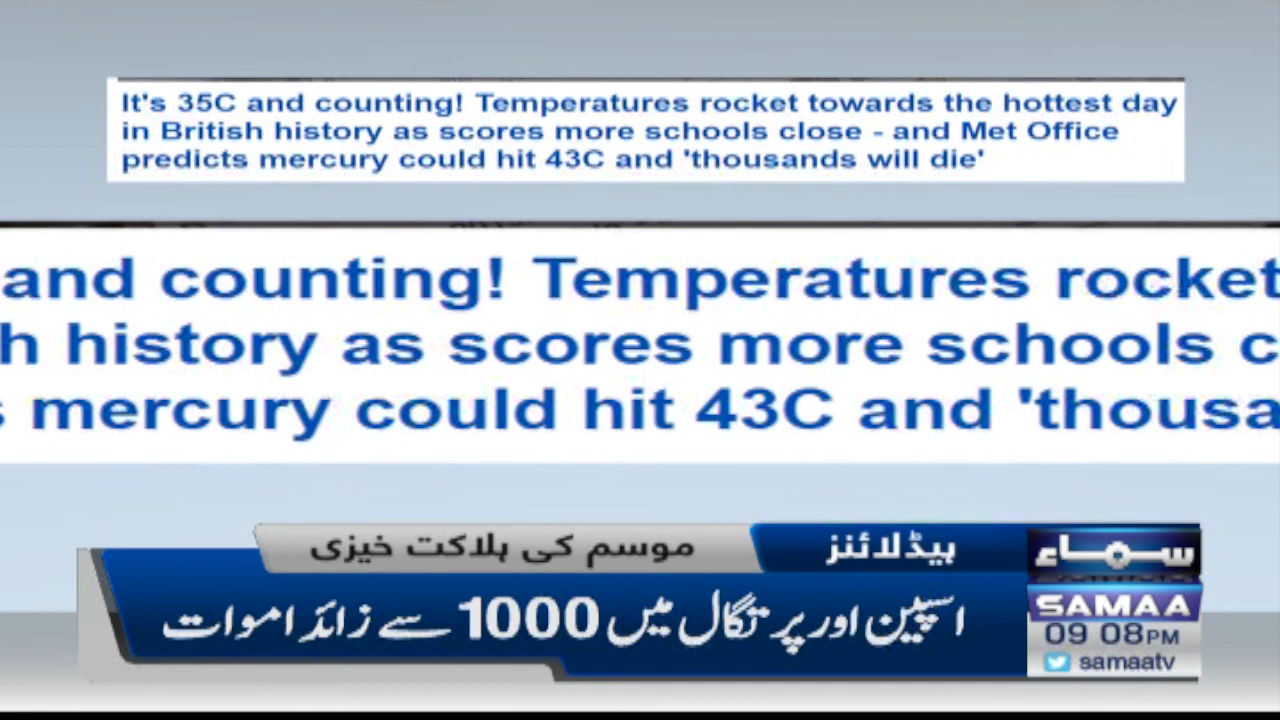 It's 35C and counting! Temperatures rocket towards the hottest day
in British history as scores more schools close - and Met Office
predicts mercury could hit 43C and 'thousands will die'
and counting! Temperatures rocket
h history as scores more schools c
s mercury could hit 43C and 'thousa
ہیڈلائنز
موسم کی ہلاکت خیزی
اسپین اور پرتگال میں 1000 سے زائد اموات
سماء
SAMAA
09 08PM
samaatv